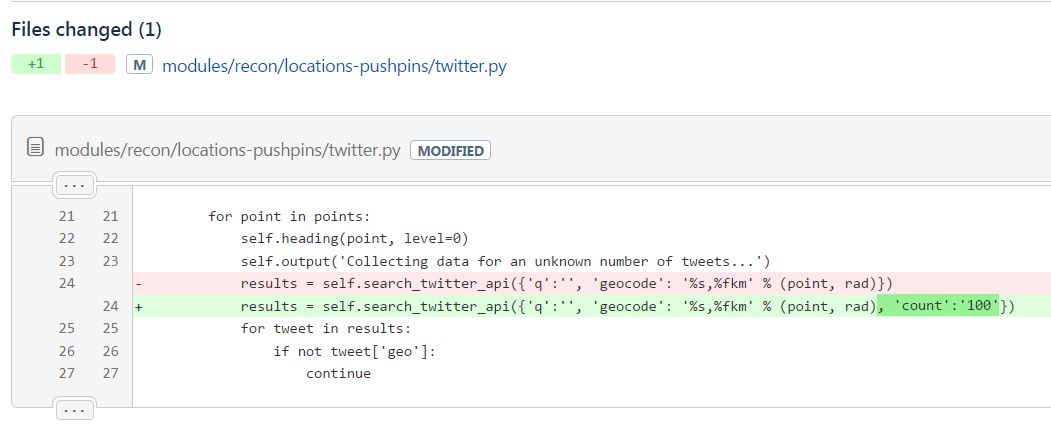 Files changed (1)
+1 -1 M modules/recon/locations-pushpins/twitter.py
modules/recon/locations-pushpins/twitter.py MODIFIED
...
21 21 for point in points:
22 22 self.heading(point, level=0)
23 23 self.output('Collecting data for an unknown number of tweets...')
24 - results = self.search_twitter_api({'q':'', 'geocode': '%s,%fkm' % (point, rad)})
24 + results = self.search_twitter_api({'q':'', 'geocode': '%s,%fkm' % (point, rad), 'count':'100'})
25 25 for tweet in results:
26 26 if not tweet['geo']:
27 27 continue
...